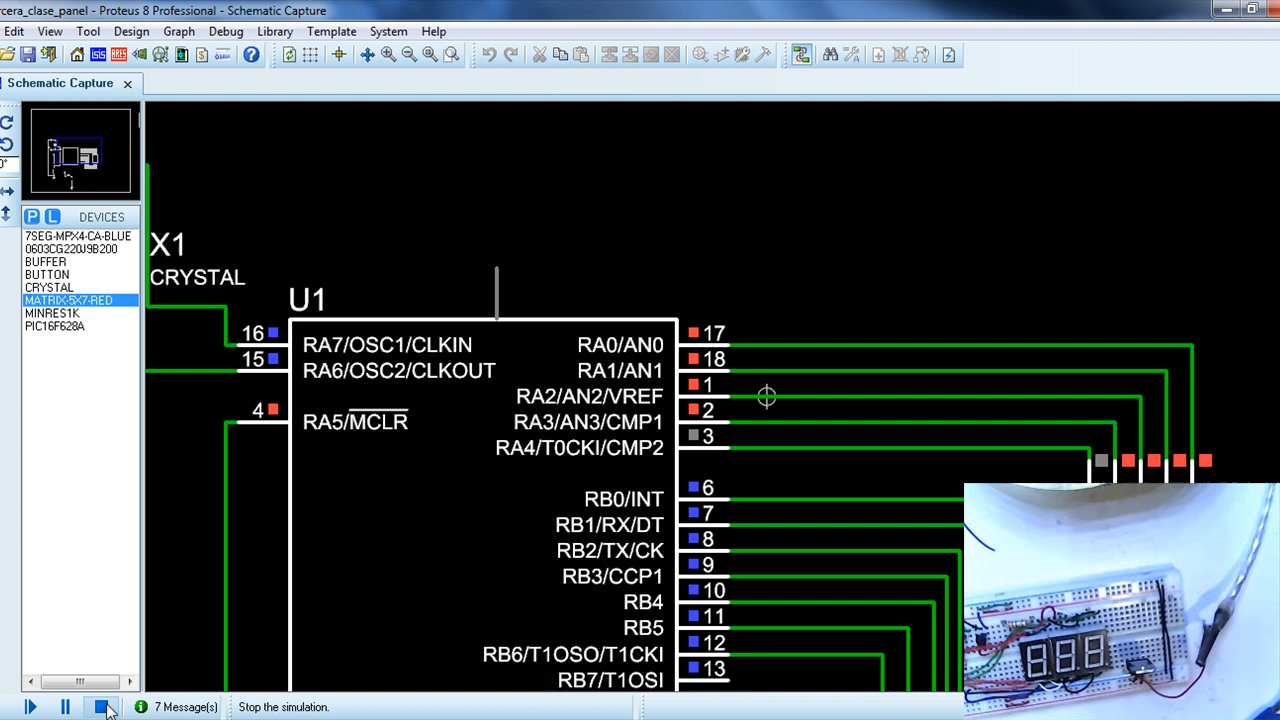 rcera_clase_panel - Proteus 8 Professional - Schematic Capture
Edit View Tool Design Graph Debug Library Template System Help
Schematic Capture
P L DEVICES
7SEG-MPX4-CA-BLUE
0603CG220J9B200
BUFFER
BUTTON
CRYSTAL
MATRIX-5X7-RED
MINRES1K
PIC16F628A
X1
CRYSTAL
U1
16 RA7/OSC1/CLKIN
15 RA6/OSC2/CLKOUT
4 RA5/MCLR
RA0/AN0 17
RA1/AN1 18
RA2/AN2/VREF 1
RA3/AN3/CMP1 2
RA4/T0CKI/CMP2 3
RB0/INT 6
RB1/RX/DT 7
RB2/TX/CK 8
RB3/CCP1 9
RB4 10
RB5 11
RB6/T1OSO/T1CKI 12
RB7/T1OSI 13
7 Message(s) Stop the simulation.